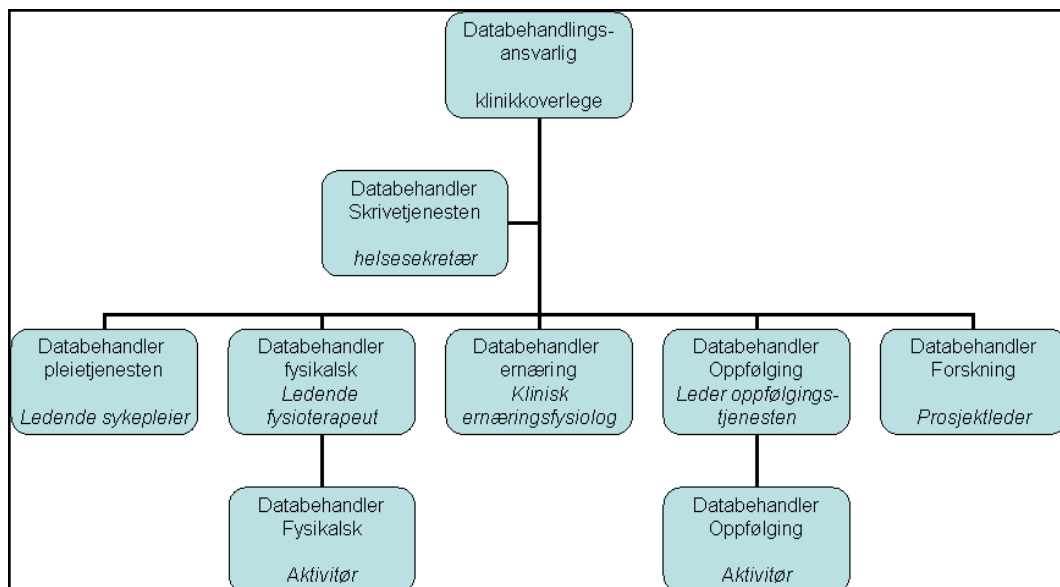 Databehandlings-
ansvarlig
klinikkoverlege
Databehandler
Skrivetjenesten
helsesekretær
Databehandler
pleietjenesten
Ledende sykepleier
Databehandler
fysikalsk
Ledende
fysioterapeut
Databehandler
ernæring
Klinisk
ernæringsfysiolog
Databehandler
Oppfølging
Leder oppfølgings-
tjenesten
Databehandler
Forskning
Prosjektleder
Databehandler
Fysikalsk
Aktivitør
Databehandler
Oppfølging
Aktivitør